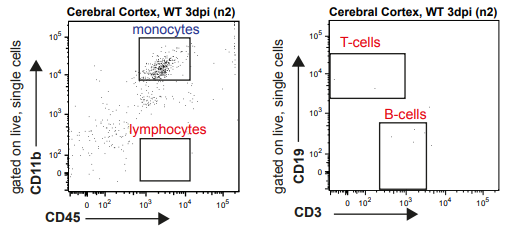 Cerebral Cortex, WT 3dpi (n2)
monocytes
lymphocytes
gated on live, single cells
CD11b
10⁵
10⁴
10³
10²
0
0 10² 10³ 10⁴ 10⁵
CD45
Cerebral Cortex, WT 3dpi (n2)
T-cells
B-cells
gated on live, single cells
CD19
10⁵
10⁴
10³
10²
0
0 10² 10³ 10⁴ 10⁵
CD3